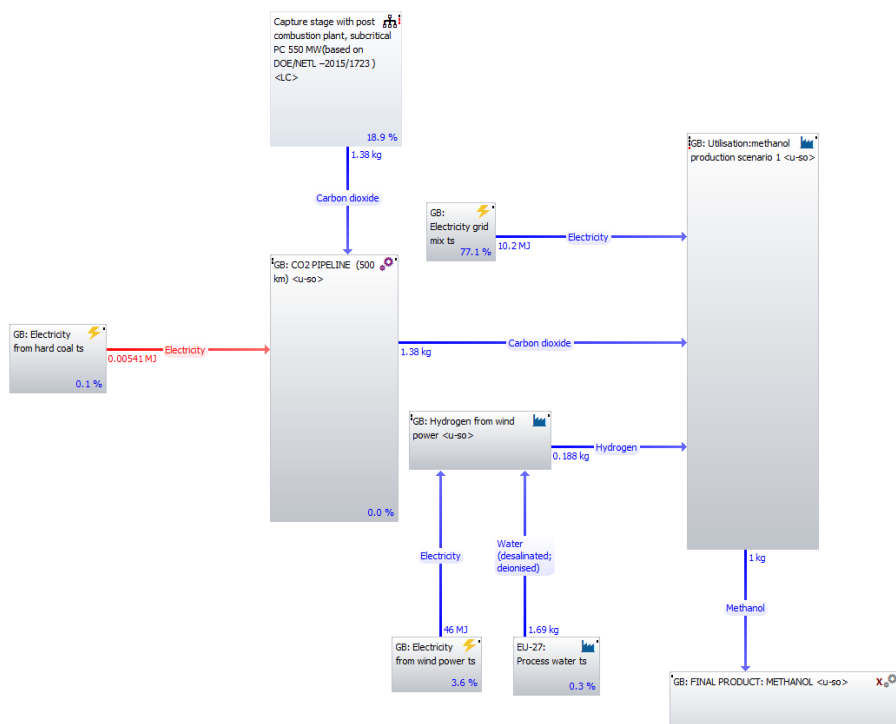 Capture stage with post
combustion plant, subcritical
PC 550 MW(based on
DOE/NETL –2015/1723 )
<LC>
18.9 %
1.38 kg
Carbon dioxide
GB: Utilisation:methanol
production scenario 1 <u-so>
GB:
Electricity grid
mix ts
77.1 %
10.2 MJ
Electricity
GB: CO2 PIPELINE (500
km) <u-so>
0.0 %
GB: Electricity
from hard coal ts
0.1 %
0.00541 MJ
Electricity
1.38 kg
Carbon dioxide
GB: Hydrogen from wind
power <u-so>
0.188 kg
Hydrogen
Electricity
Water
(desalinated;
deionised)
46 MJ
1.69 kg
GB: Electricity
from wind power ts
3.6 %
EU-27:
Process water ts
0.3 %
1 kg
Methanol
GB: FINAL PRODUCT: METHANOL <u-so>
X